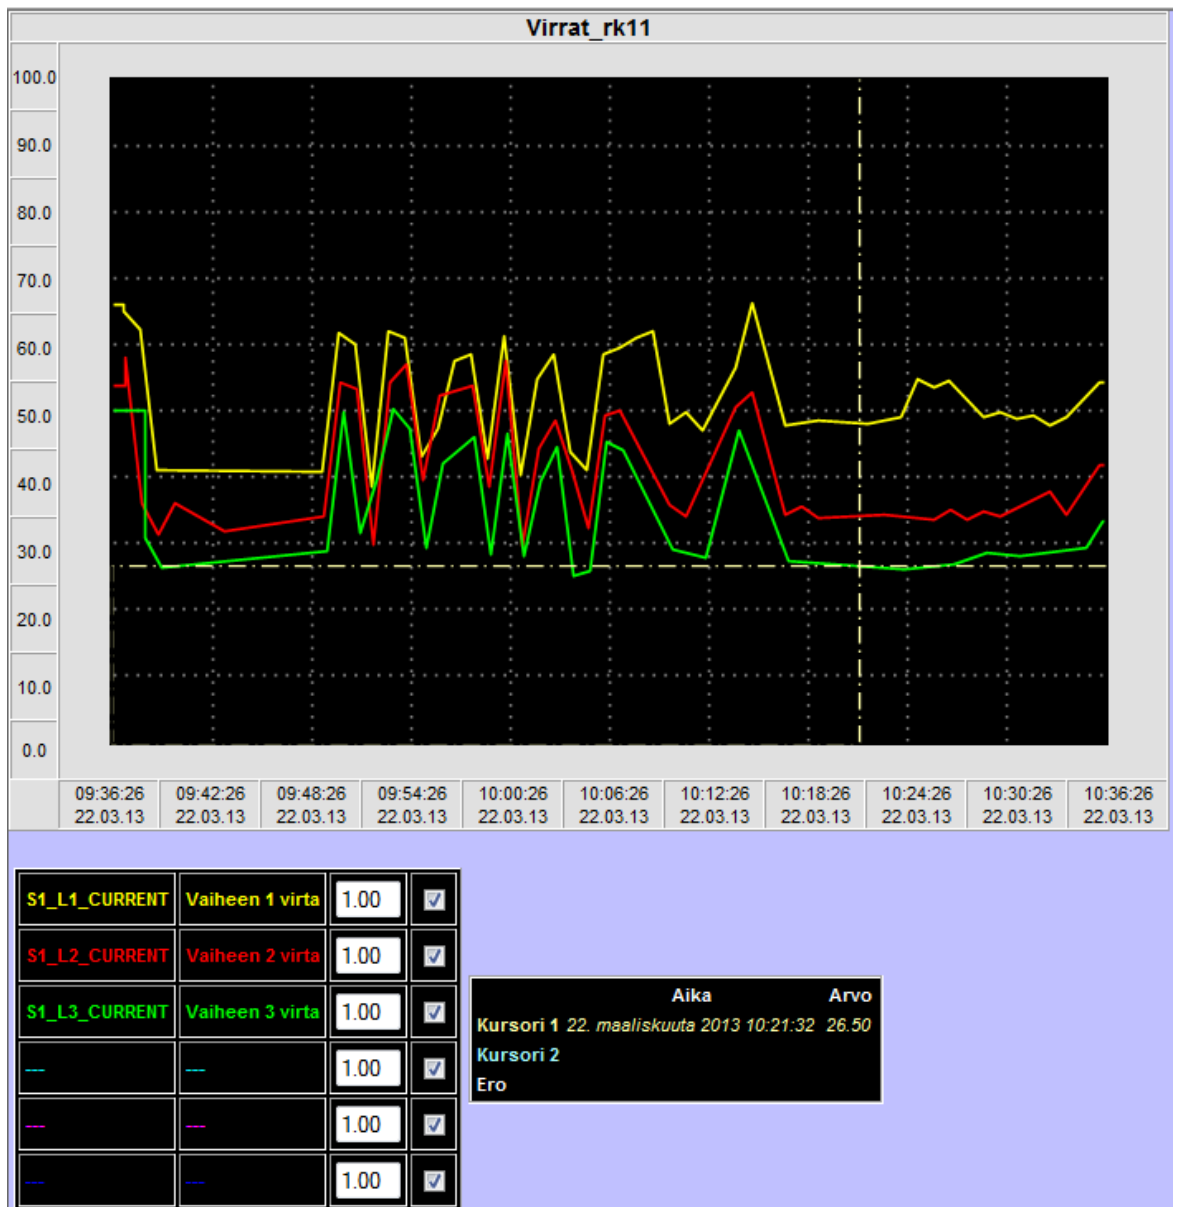 Virrat_rk11
100.0
90.0
80.0
70.0
60.0
50.0
40.0
30.0
20.0
10.0
0.0
09:36:26 09:42:26 09:48:26 09:54:26 10:00:26 10:06:26 10:12:26 10:18:26 10:24:26 10:30:26 10:36:26
22.03.13 22.03.13 22.03.13 22.03.13 22.03.13 22.03.13 22.03.13 22.03.13 22.03.13 22.03.13 22.03.13
S1_L1_CURRENT Vaiheen 1 virta 1.00
S1_L2_CURRENT Vaiheen 2 virta 1.00
S1_L3_CURRENT Vaiheen 3 virta 1.00
--- --- 1.00
--- --- 1.00
--- --- 1.00
Aika Arvo
Kursori 1 22. maaliskuuta 2013 10:21:32 26.50
Kursori 2
Ero